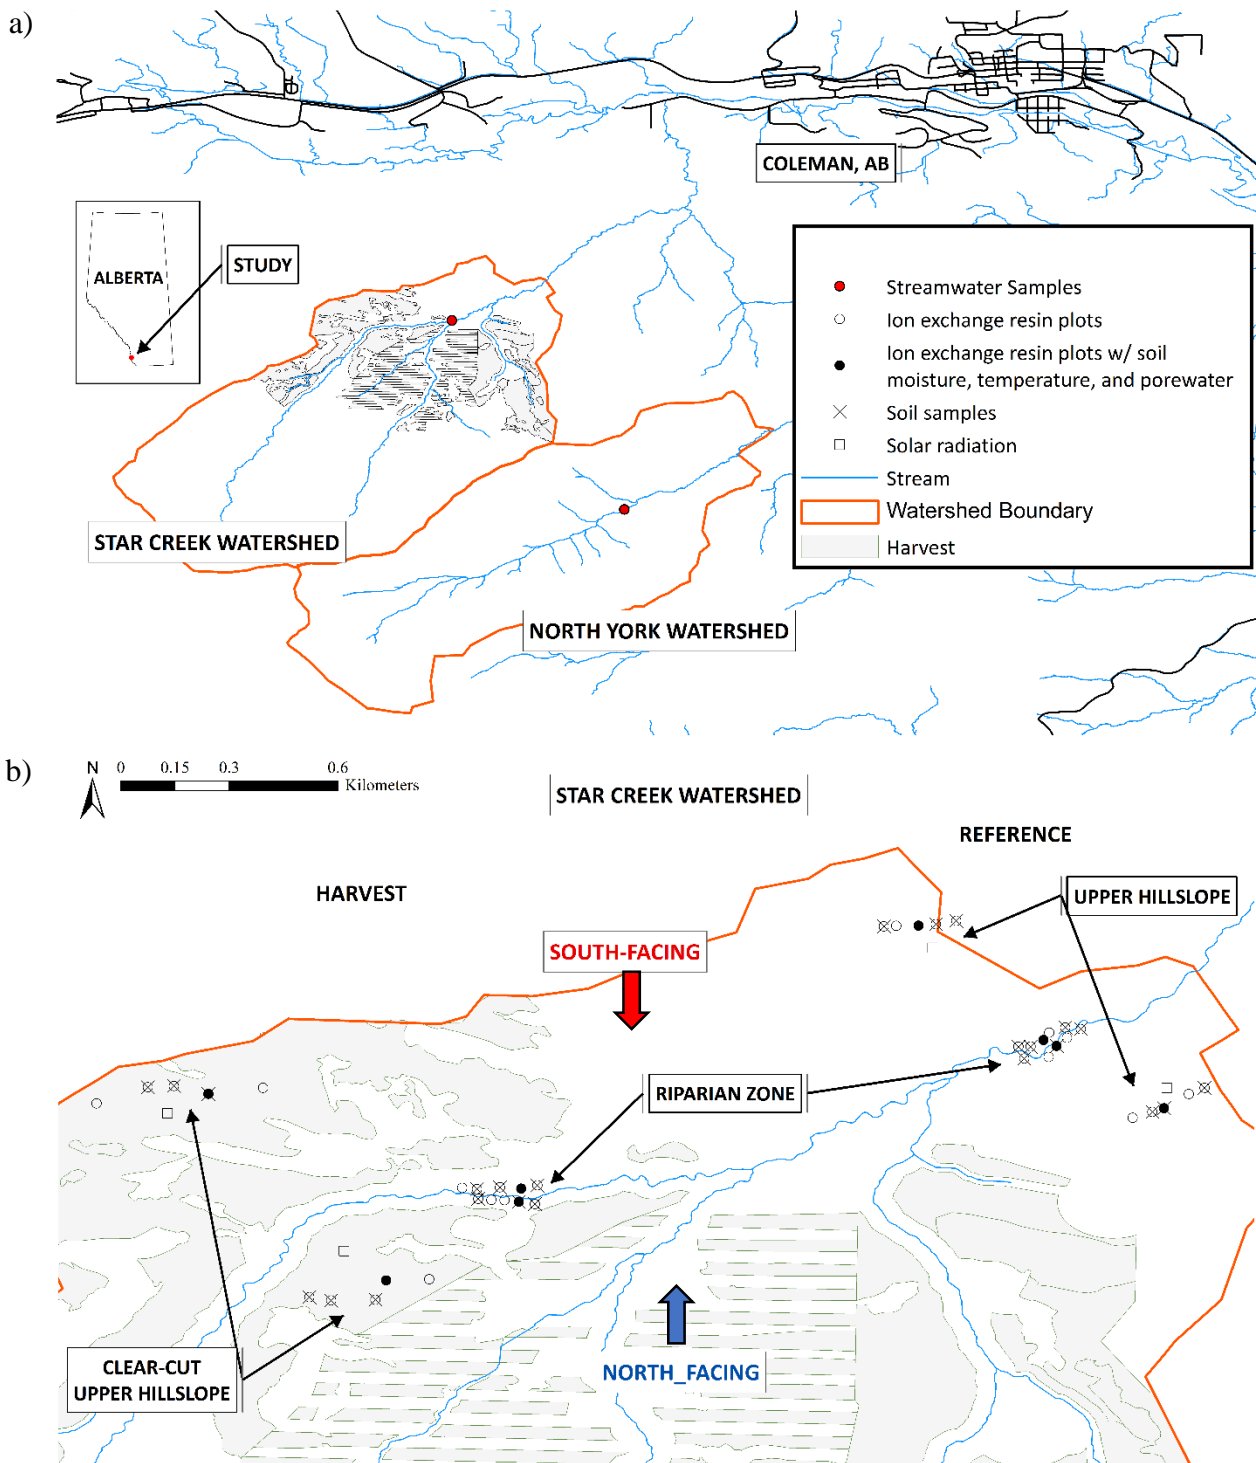 a)
COLEMAN, AB
ALBERTA
STUDY
Streamwater Samples
Ion exchange resin plots
Ion exchange resin plots w/ soil
moisture, temperature, and porewater
Soil samples
Solar radiation
Stream
Watershed Boundary
Harvest
STAR CREEK WATERSHED
NORTH YORK WATERSHED
b)
N
0 0.15 0.3 0.6
Kilometers
STAR CREEK WATERSHED
REFERENCE
HARVEST
UPPER HILLSLOPE
SOUTH-FACING
RIPARIAN ZONE
CLEAR-CUT
UPPER HILLSLOPE
NORTH_FACING